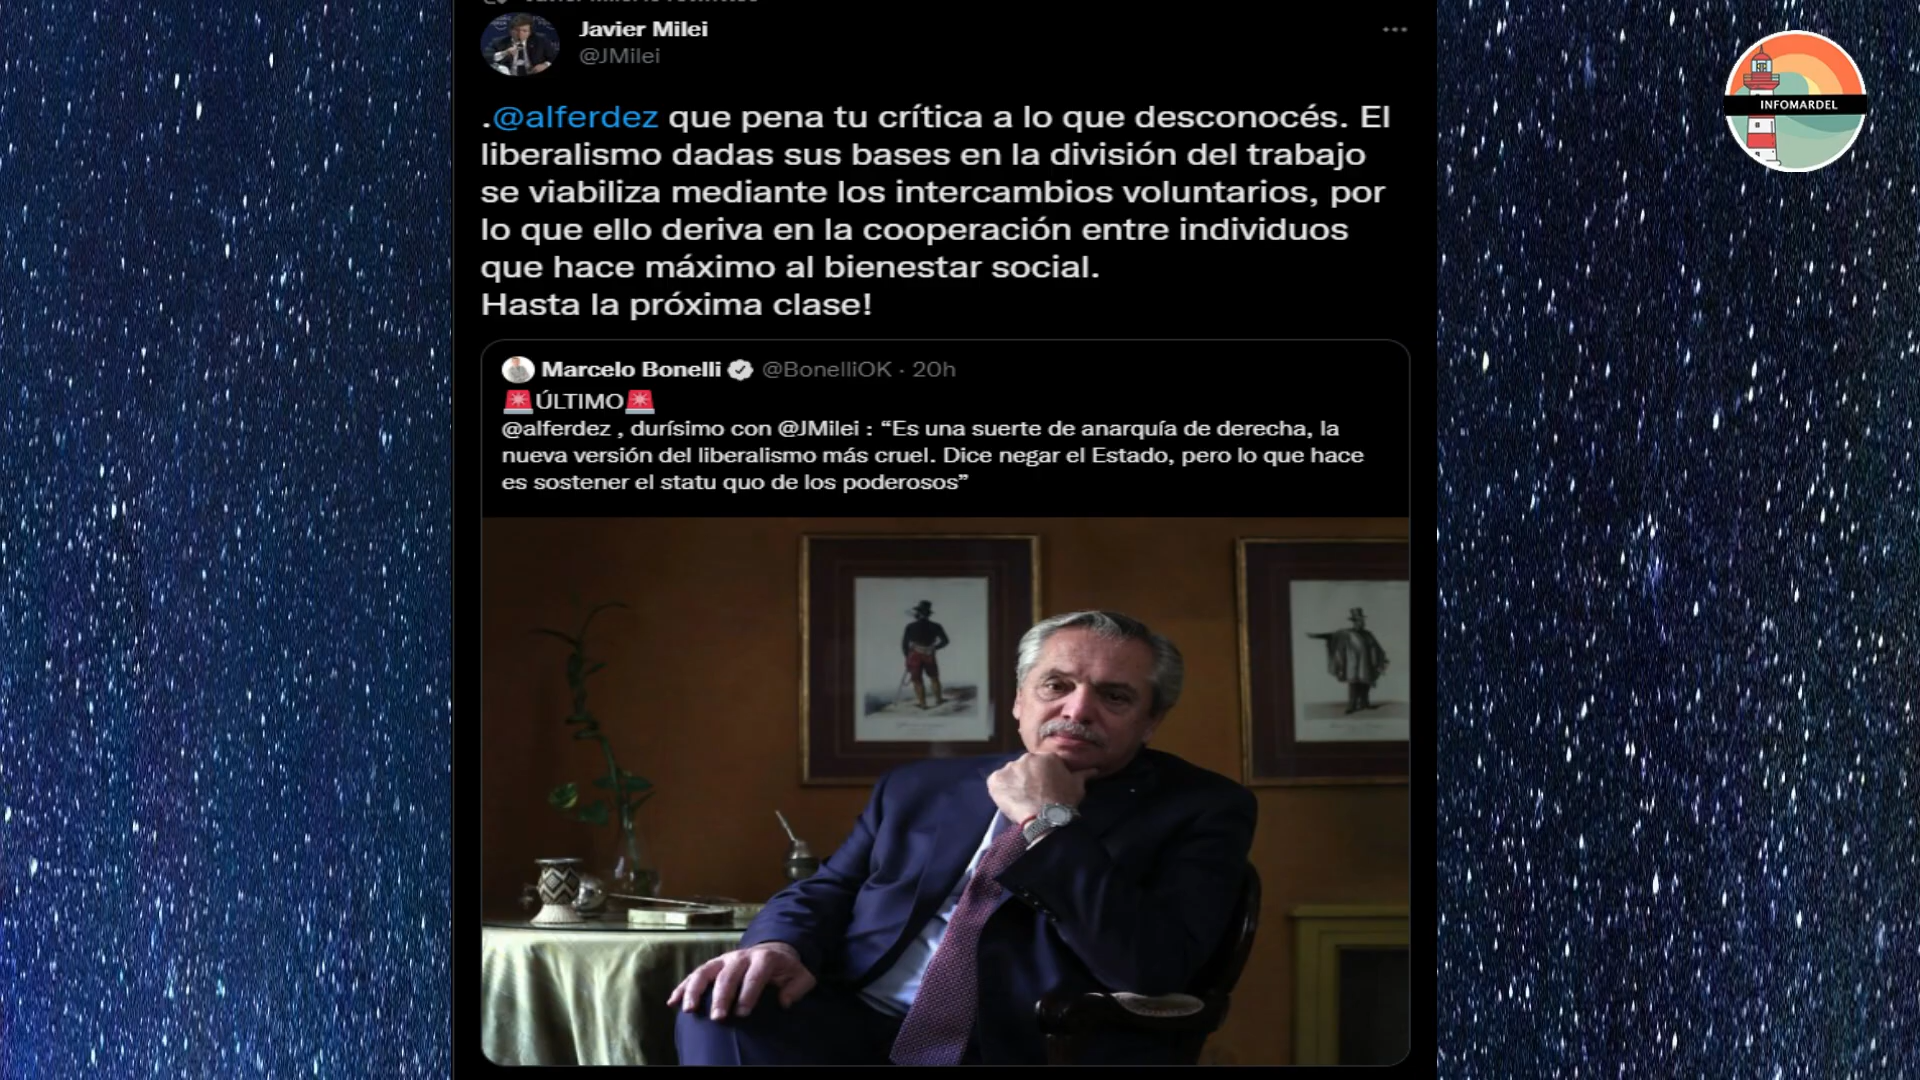 Javier Milei
@JMilei
INFOMARDEL
.@alferdez que pena tu crítica a lo que desconocés. El
liberalismo dadas sus bases en la división del trabajo
se viabiliza mediante los intercambios voluntarios, por
lo que ello deriva en la cooperación entre individuos
que hace máximo al bienestar social.
Hasta la próxima clase!
Marcelo Bonelli @BonelliOK · 20h
🚨ÚLTIMO🚨
@alferdez , durísimo con @JMilei : “Es una suerte de anarquía de derecha, la
nueva versión del liberalismo más cruel. Dice negar el Estado, pero lo que hace
es sostener el statu quo de los poderosos”